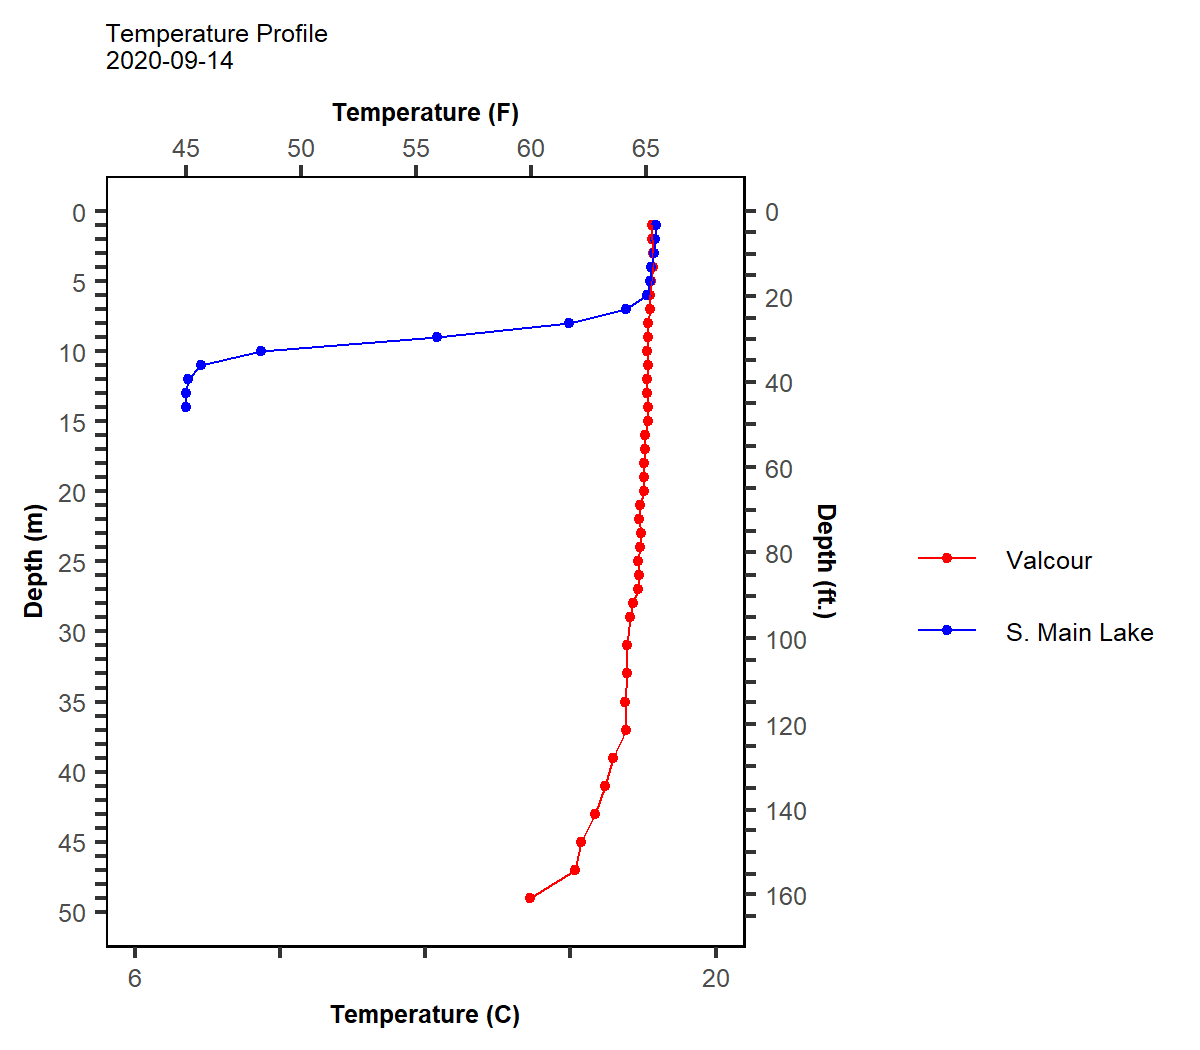 Temperature Profile
2020-09-14
Temperature (F)
45 50 55 60 65
0 0
5
20
10
40
15
60
20
Depth (m) Depth (ft.)
25 80
Valcour
30 100
S. Main Lake
35
120
40
140
45
160
50
6 20
Temperature (C)